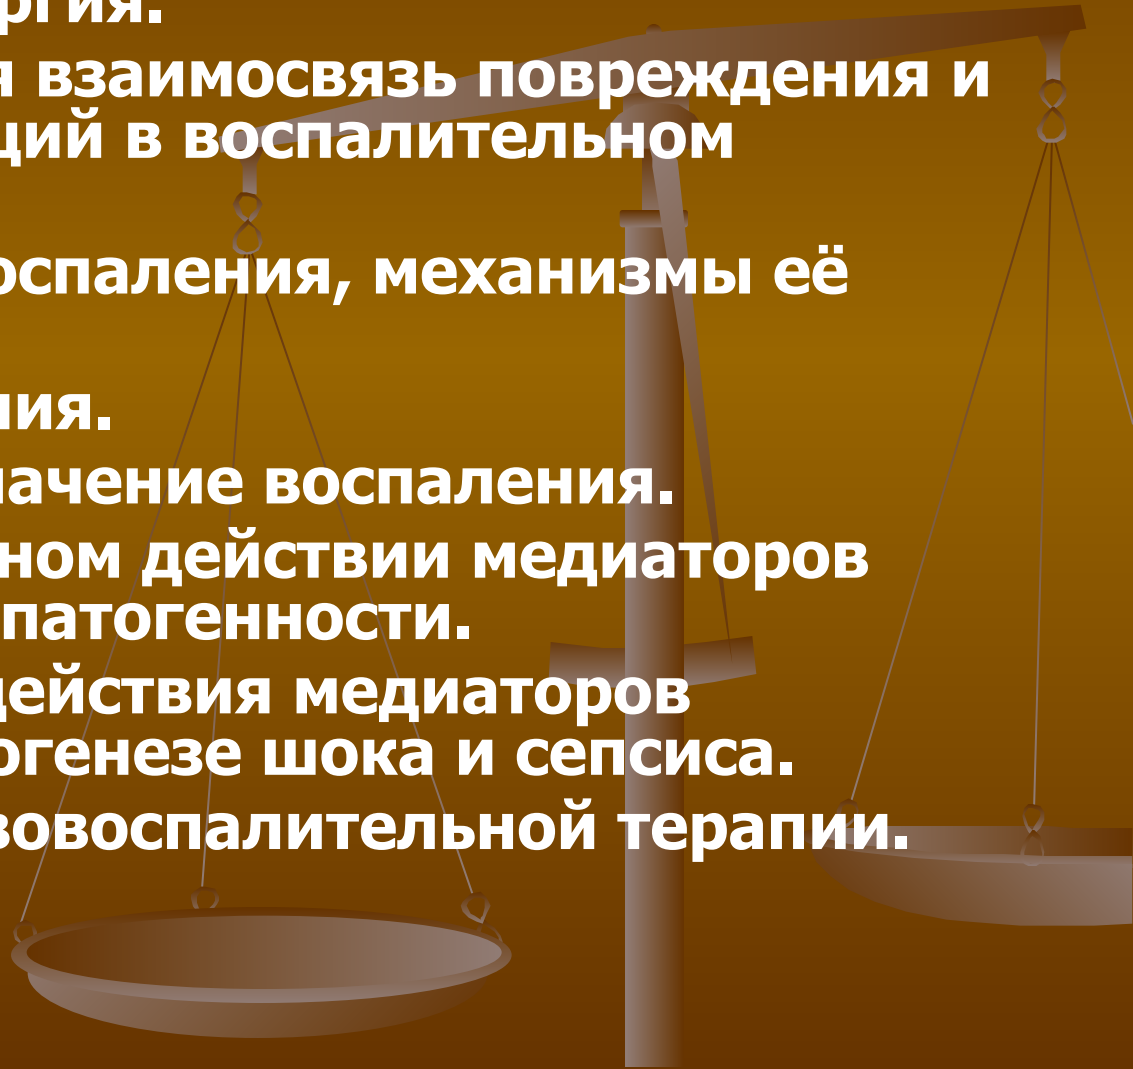 ргия.
я взаимосвязь повреждения и
ций в воспалительном
оспаления, механизмы её
ния.
начение воспаления.
ном действии медиаторов
патогенности.
действия медиаторов
огенезе шока и сепсиса.
вовоспалительной терапии.